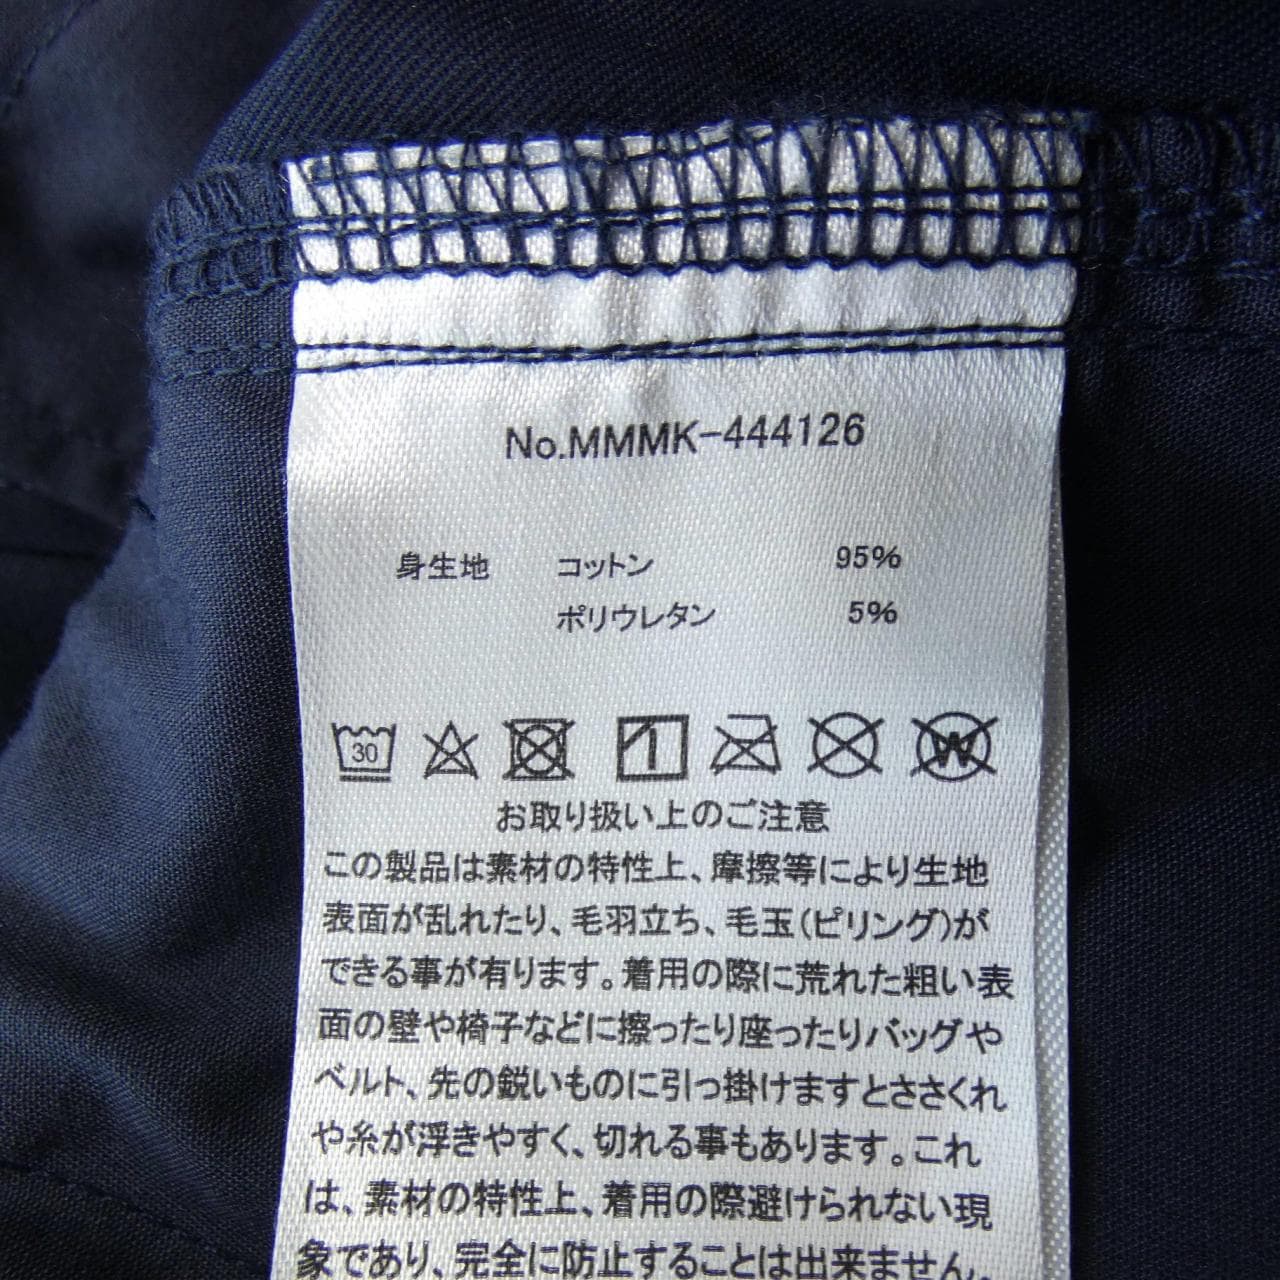 No.MMMK-444126
身生地 コットン 95%
ポリウレタン 5%
30
W
お取り扱い上のご注意
この製品は素材の特性上、摩擦等により生地
表面が乱れたり、毛羽立ち、毛玉(ピリング)が
できる事が有ります。着用の際に荒れた粗い表
面の壁や椅子などに擦ったり座ったりバッグや
ベルト、先の鋭いものに引っ掛けますとささくれ
や糸が浮きやすく、切れる事もあります。これ
は、素材の特性上、着用の際避けられない現
象であり、完全に防止することは出来ません。